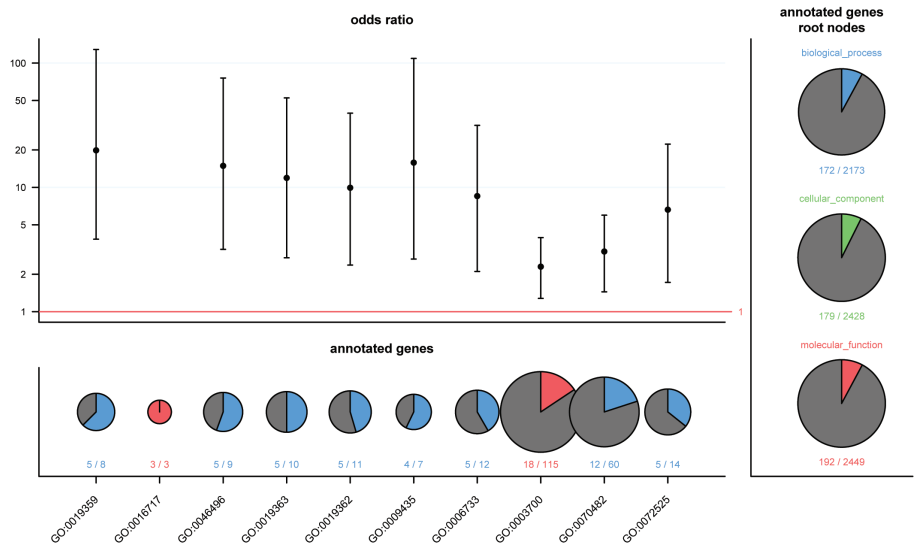 odds ratio
100
50
20
10
5
2
1
1
annotated genes
5 / 8
3 / 3
5 / 9
5 / 10
5 / 11
4 / 7
5 / 12
18 / 115
12 / 60
5 / 14
GO:0019359
GO:0016717
GO:0046496
GO:0019363
GO:0019362
GO:0009435
GO:0006733
GO:0003700
GO:0070482
GO:0072525
annotated genes
root nodes
biological_process
172 / 2173
cellular_component
179 / 2428
molecular_function
192 / 2449